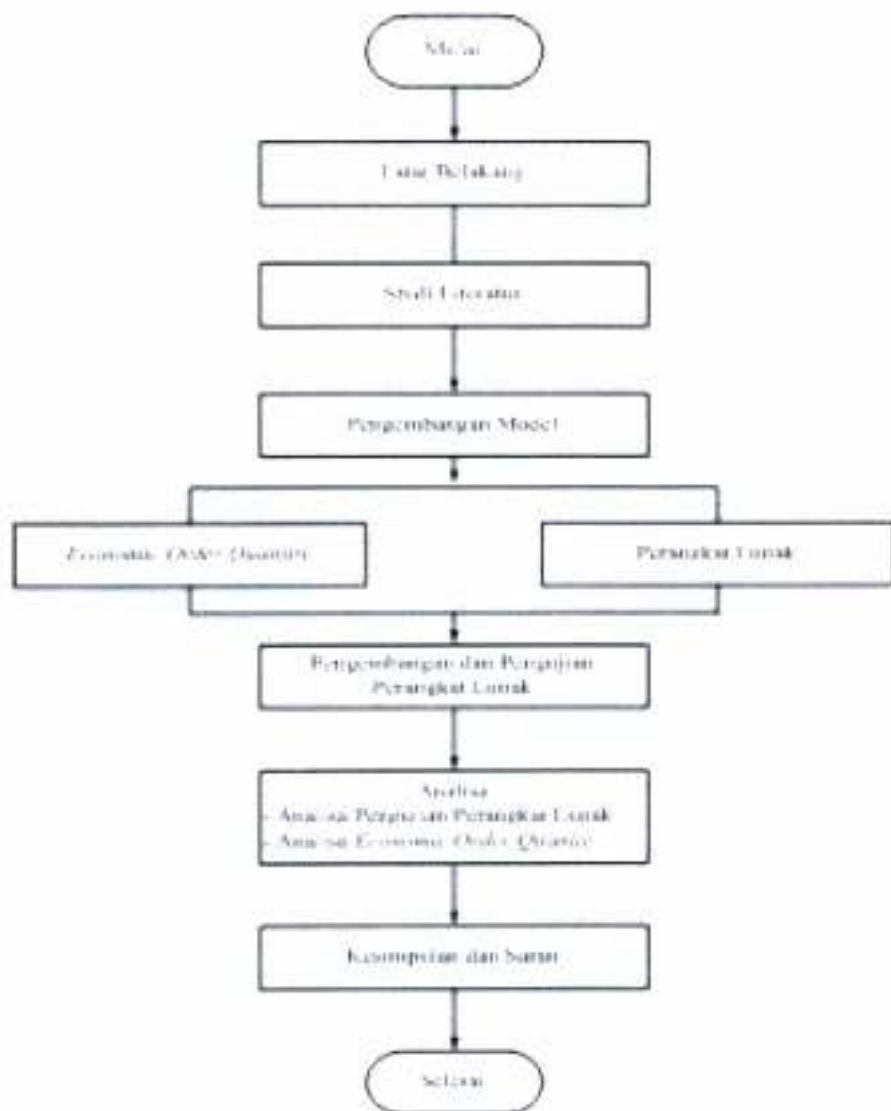 Mulai
Latar Belakang
Studi Literatur
Pengembangan Model
Economic Order Quantity
Perangkat Lunak
Pengembangan dan Pengujian
Perangkat Lunak
Analisa
- Analisa Pengujian Perangkat Lunak
- Analisa Economic Order Quantity
Kesimpulan dan Saran
Selesai